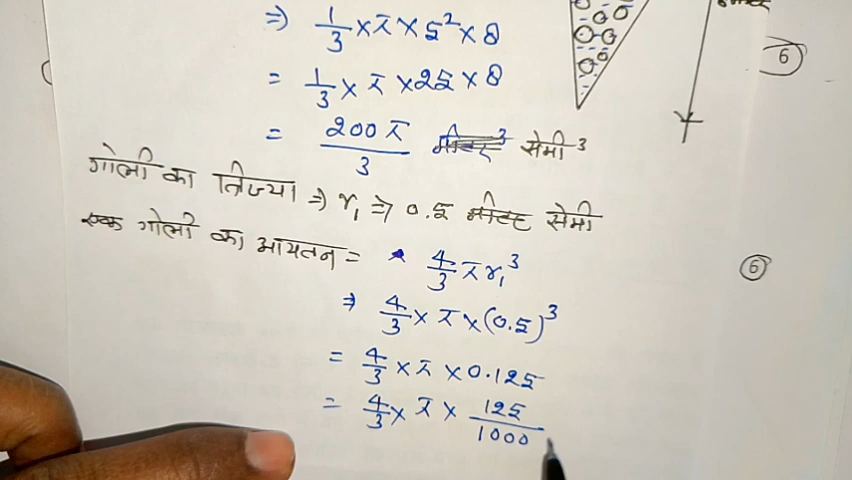 ⇒ 1/3 × π × 5² × 8
= 1/3 × π × 25 × 8
= 200π/3 सेमी³
6
गोली का त्रिज्या ⇒ r₁ ⇒ 0.5 सेमी
एक गोली का आयतन = 4/3 π r₁³
6
⇒ 4/3 × π × (0.5)³
= 4/3 × π × 0.125
= 4/3 × π × 125/1000